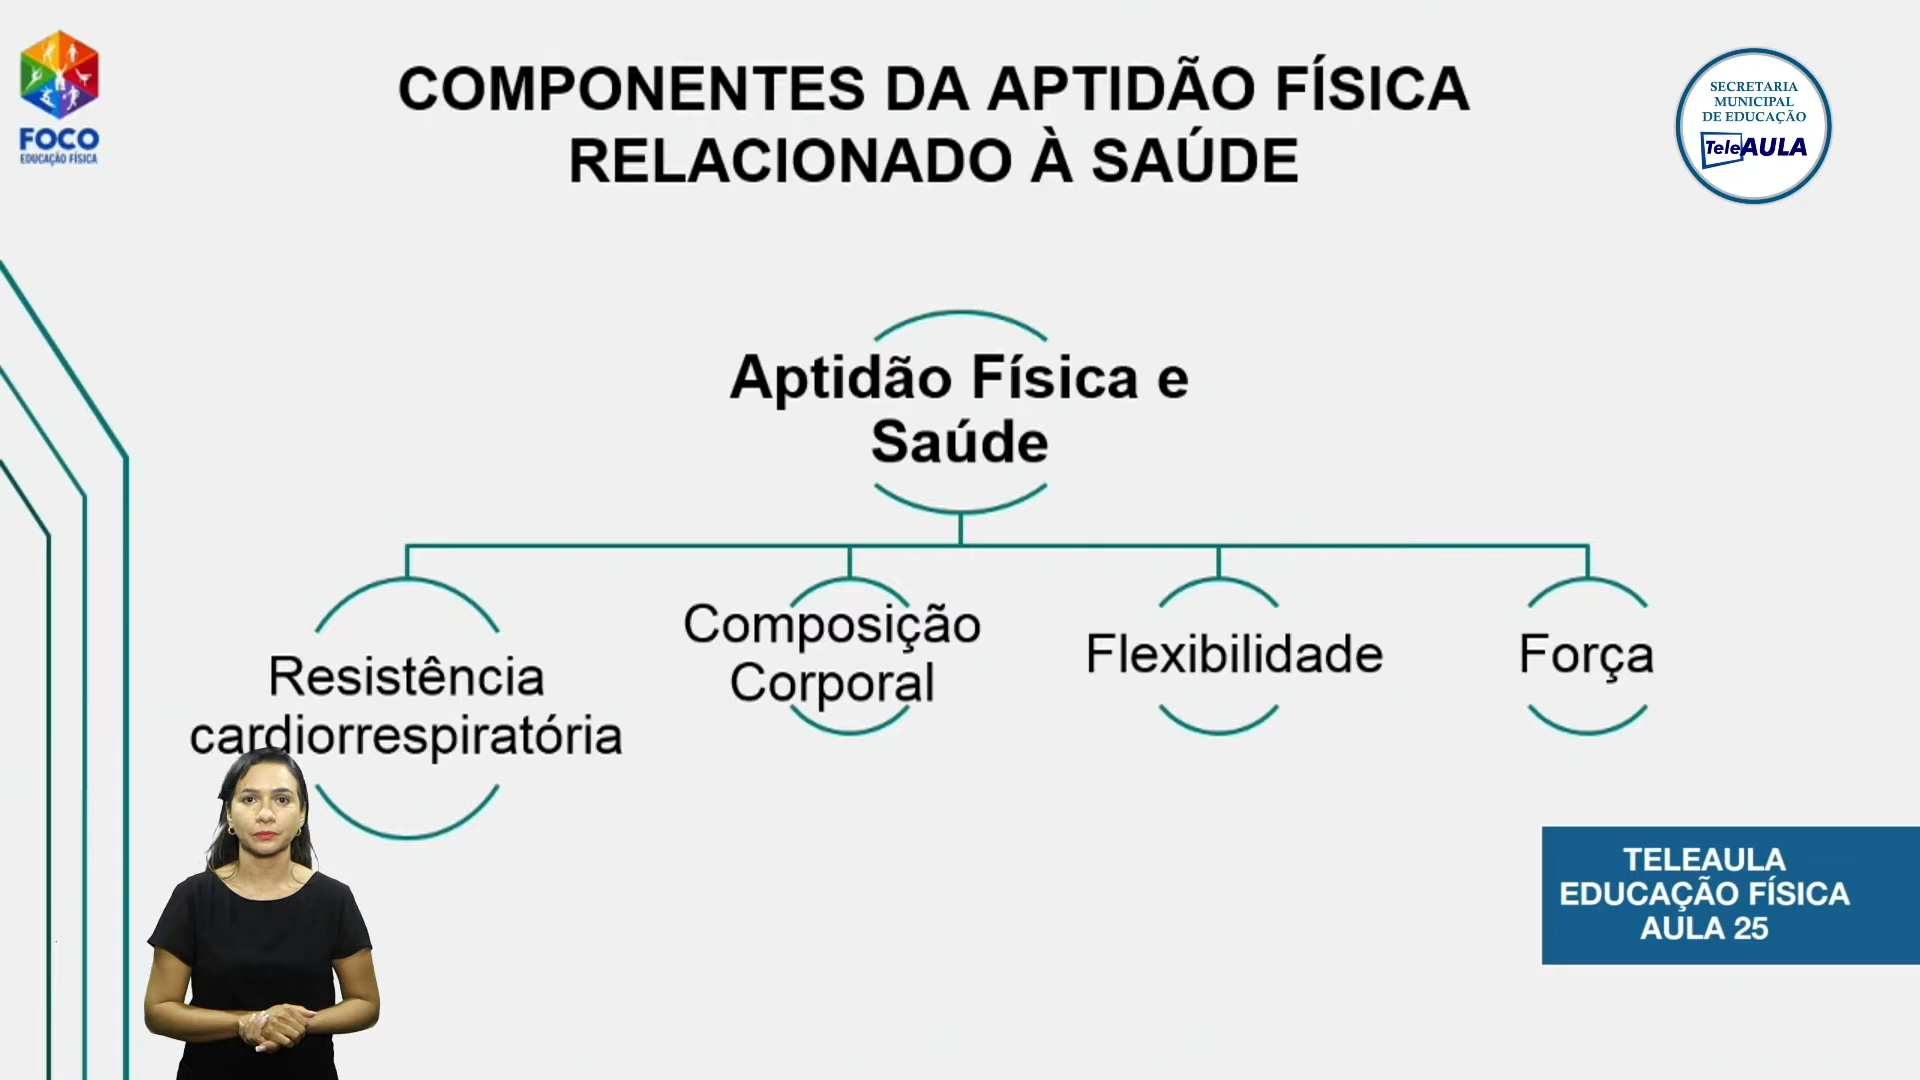 FOCO
EDUCAÇÃO FÍSICA
COMPONENTES DA APTIDÃO FÍSICA
RELACIONADO À SAÚDE
SECRETARIA
MUNICIPAL
DE EDUCAÇÃO
TeleAULA
Aptidão Física e
Saúde
Resistência
cardiorrespiratória
Composição
Corporal
Flexibilidade
Força
TELEAULA
EDUCAÇÃO FÍSICA
AULA 25